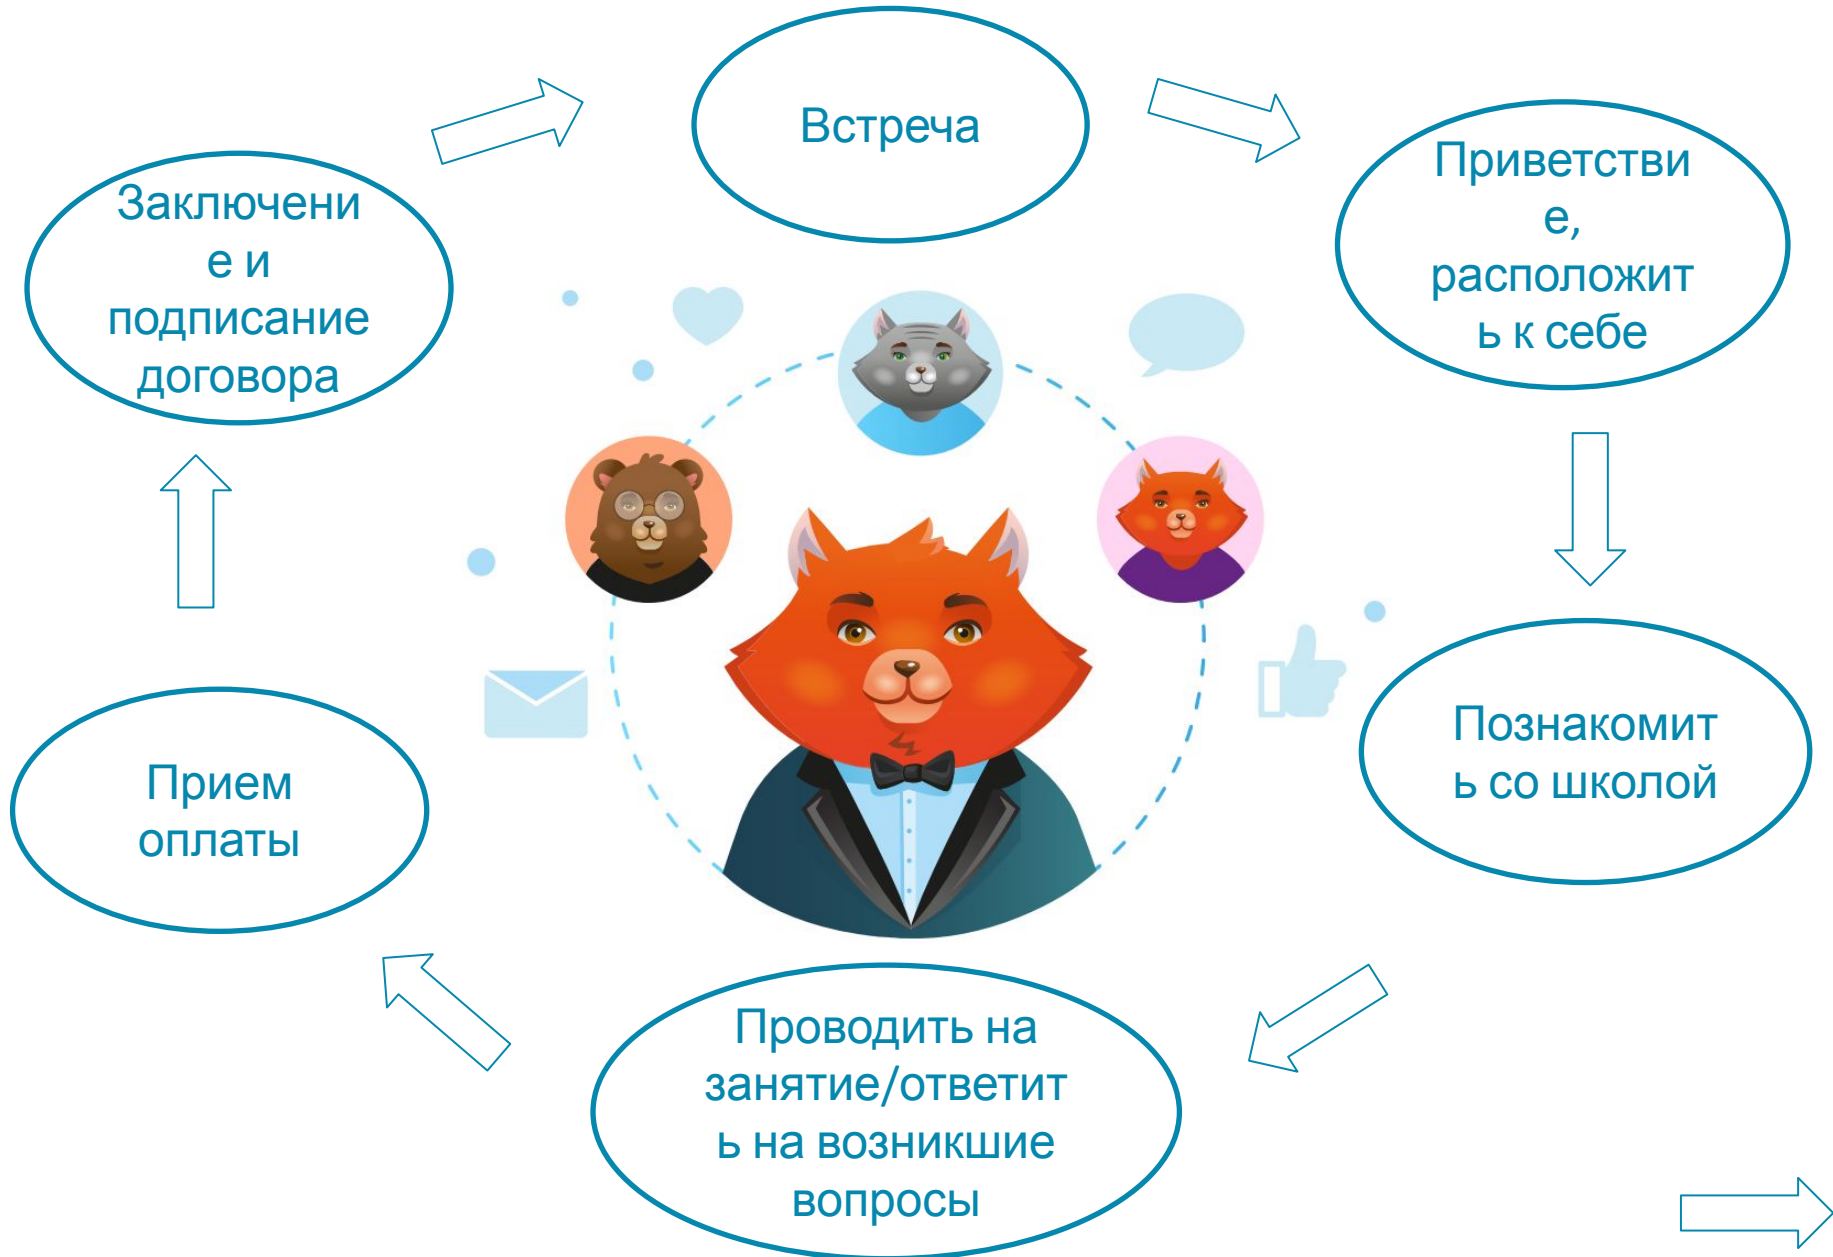 Встреча
Приветстви
е,
расположит
ь к себе
Познакомит
ь со школой
Проводить на
занятие/ответит
ь на возникшие
вопросы
Прием
оплаты
Заключени
е и
подписание
договора